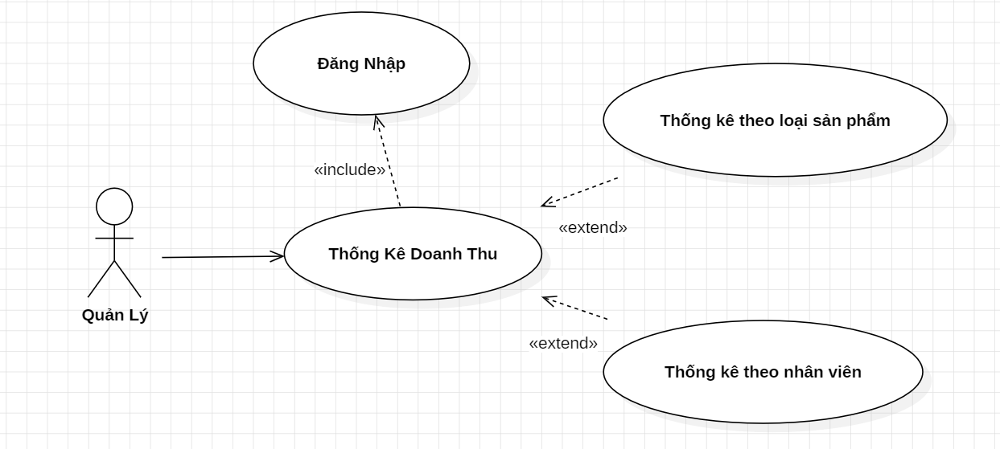 Đăng Nhập
Thống kê theo loại sản phẩm
«include»
«extend»
Thống Kê Doanh Thu
Quản Lý
«extend»
Thống kê theo nhân viên